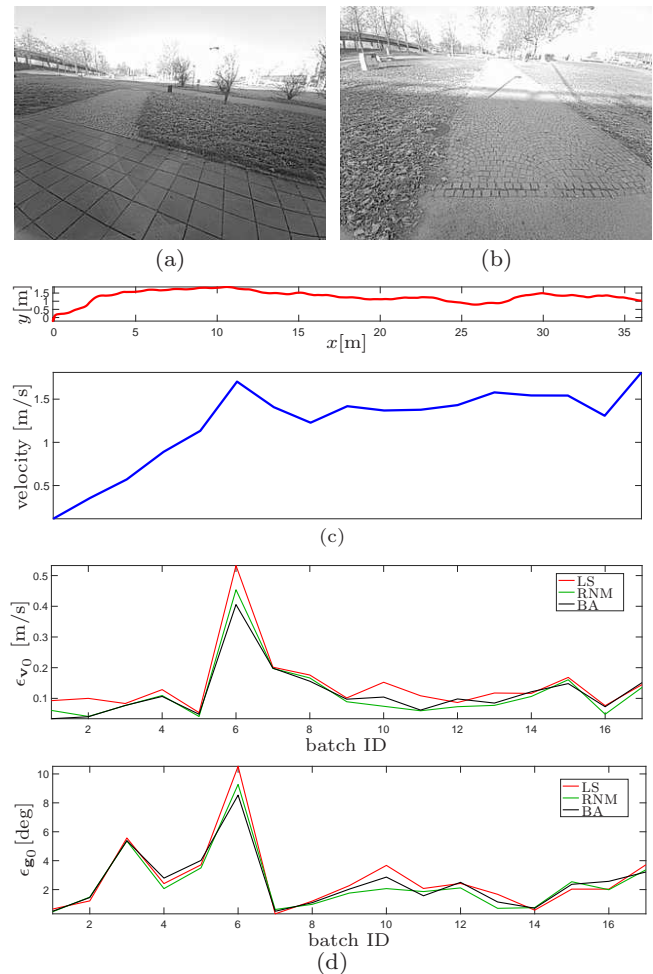 (a) (b)
y[m]
1.5
1
0.5
0
0 5 10 15 20 25 30 35
x[m]
velocity [m/s]
1.5
1
0.5
(c)
ϵv₀ [m/s]
0.5
0.4
0.3
0.2
0.1
LS
RNM
BA
2 4 6 8 10 12 14 16
batch ID
ϵg₀ [deg]
10
8
6
4
2
LS
RNM
BA
2 4 6 8 10 12 14 16
batch ID
(d)